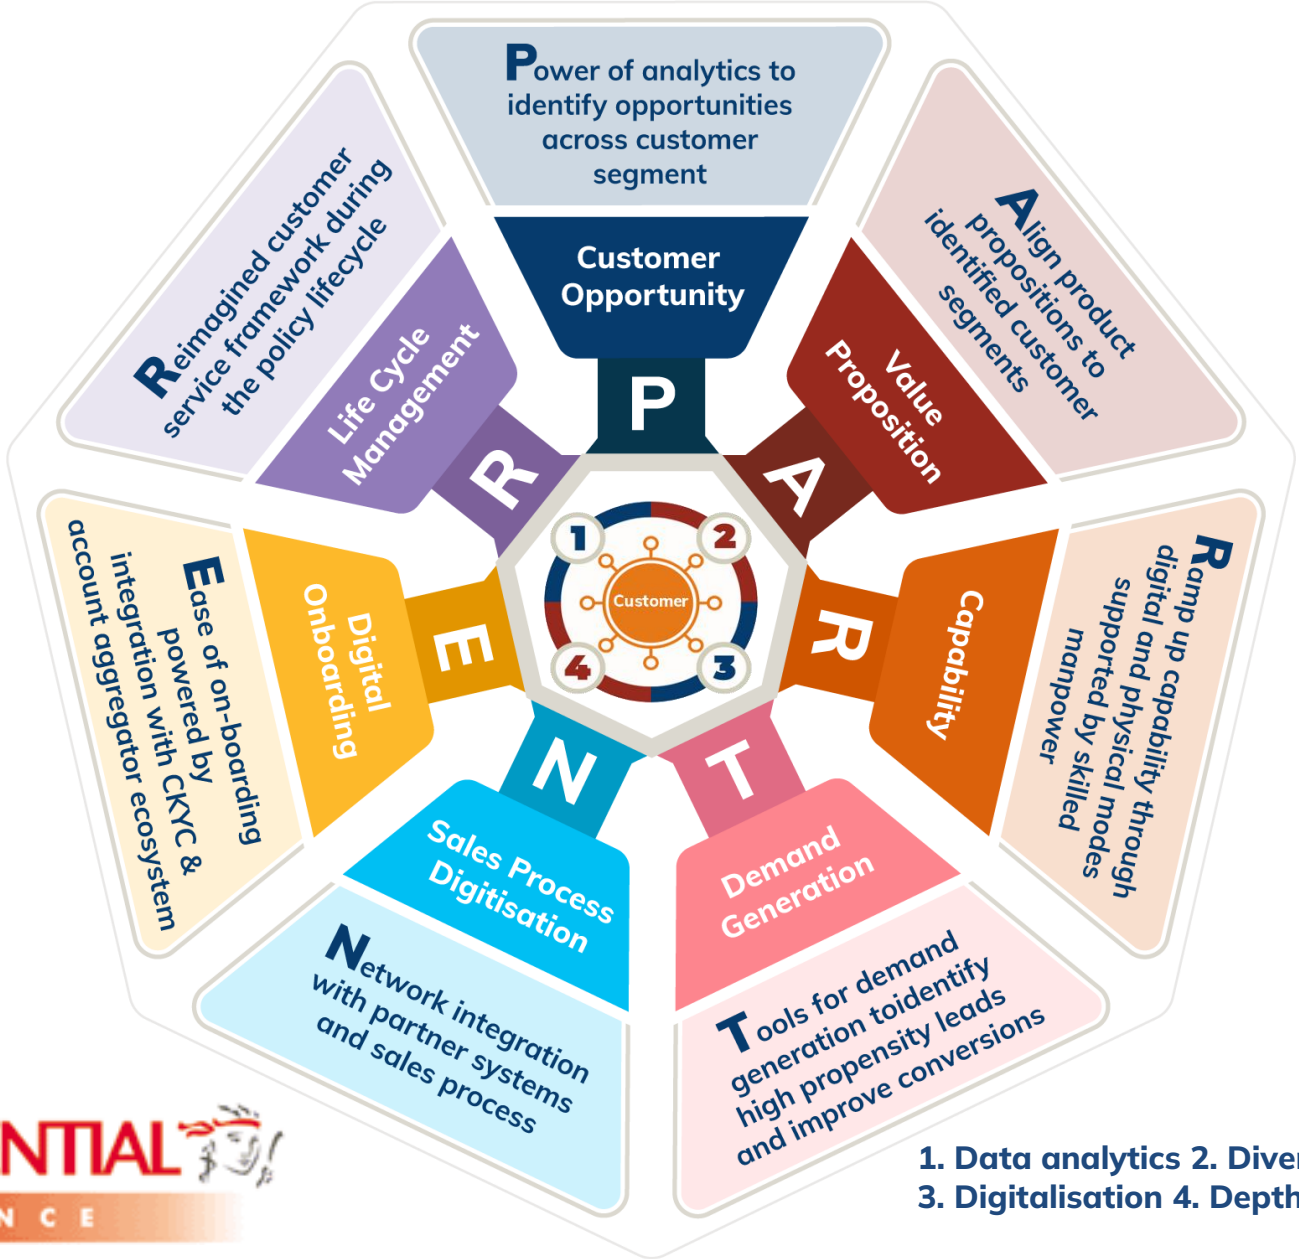 Power of analytics to
identify opportunities
across customer
segment
Customer
Opportunity
P
Align product
propositions to
identified customer
segments
Value
Proposition
A
Ramp up capability through
digital and physical modes
supported by skilled
manpower
Capability
R
Tools for demand
generation toidentify
high propensity leads
and improve conversions
Demand
Generation
T
Network integration
with partner systems
and sales process
Sales Process
Digitisation
N
Ease of on-boarding
powered by
integration with CKYC &
account aggregator ecosystem
Digital
Onboarding
E
Reimagined customer
service framework during
the policy lifecycle
Life Cycle
Management
R
1
2
Customer
4
3
NTIAL
NCE
1. Data analytics 2. Diver
3. Digitalisation 4. Depth